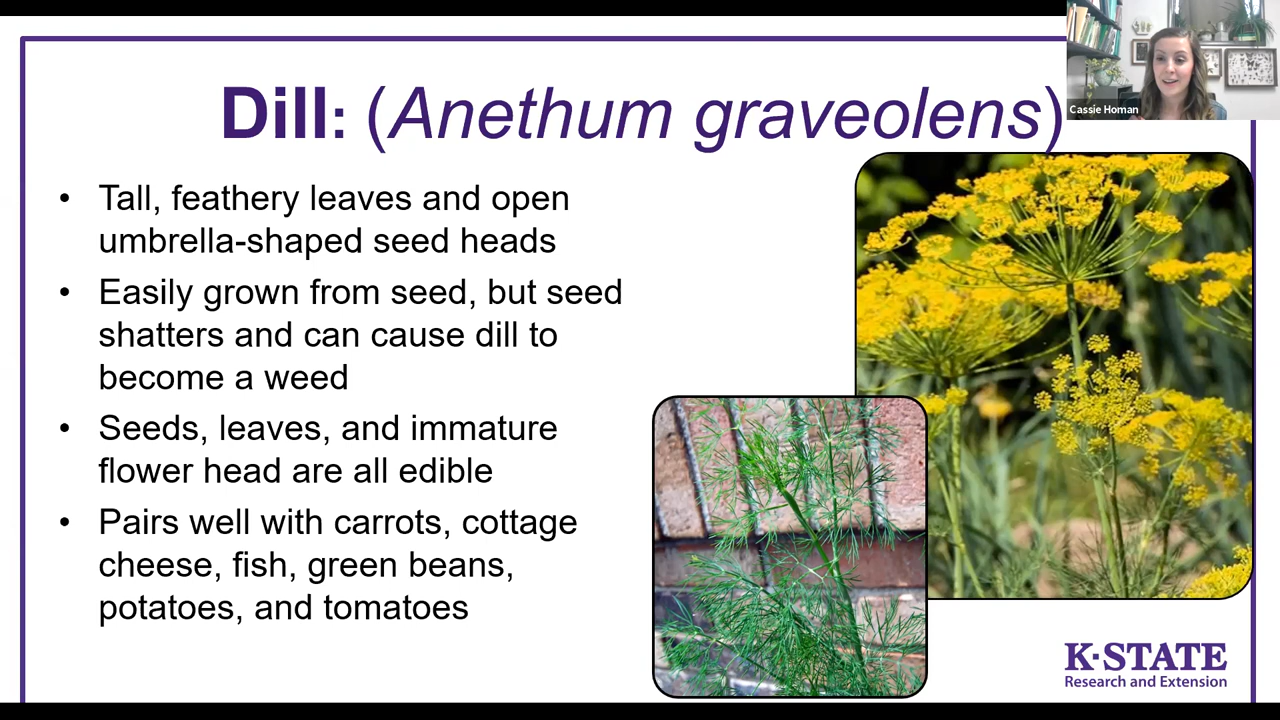 Dill: (Anethum graveolens)
Cassie Homan
• Tall, feathery leaves and open
umbrella-shaped seed heads
• Easily grown from seed, but seed
shatters and can cause dill to
become a weed
• Seeds, leaves, and immature
flower head are all edible
• Pairs well with carrots, cottage
cheese, fish, green beans,
potatoes, and tomatoes
K-STATE
Research and Extension